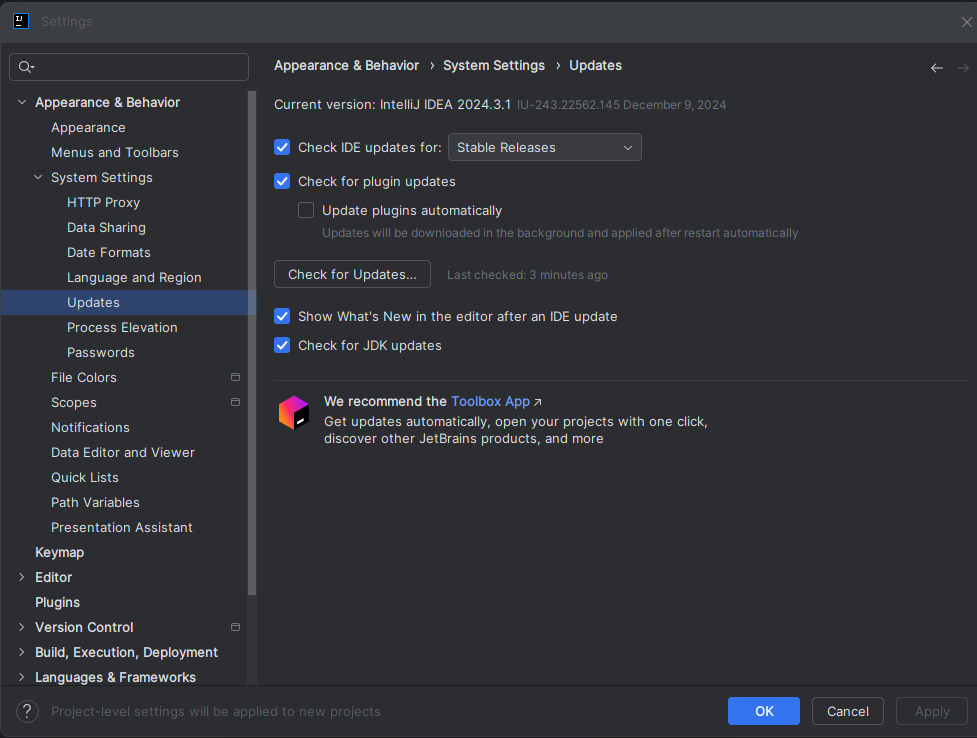 Settings
Appearance & Behavior
Appearance
Menus and Toolbars
System Settings
HTTP Proxy
Data Sharing
Date Formats
Language and Region
Updates
Process Elevation
Passwords
File Colors
Scopes
Notifications
Data Editor and Viewer
Quick Lists
Path Variables
Presentation Assistant
Keymap
Editor
Plugins
Version Control
Build, Execution, Deployment
Languages & Frameworks
Appearance & Behavior › System Settings › Updates
Current version: IntelliJ IDEA 2024.3.1 IU-243.22562.145 December 9, 2024
Check IDE updates for: Stable Releases
Check for plugin updates
Update plugins automatically
Updates will be downloaded in the background and applied after restart automatically
Check for Updates... Last checked: 3 minutes ago
Show What's New in the editor after an IDE update
Check for JDK updates
We recommend the Toolbox App ↗
Get updates automatically, open your projects with one click,
discover other JetBrains products, and more
? Project-level settings will be applied to new projects
OK Cancel Apply